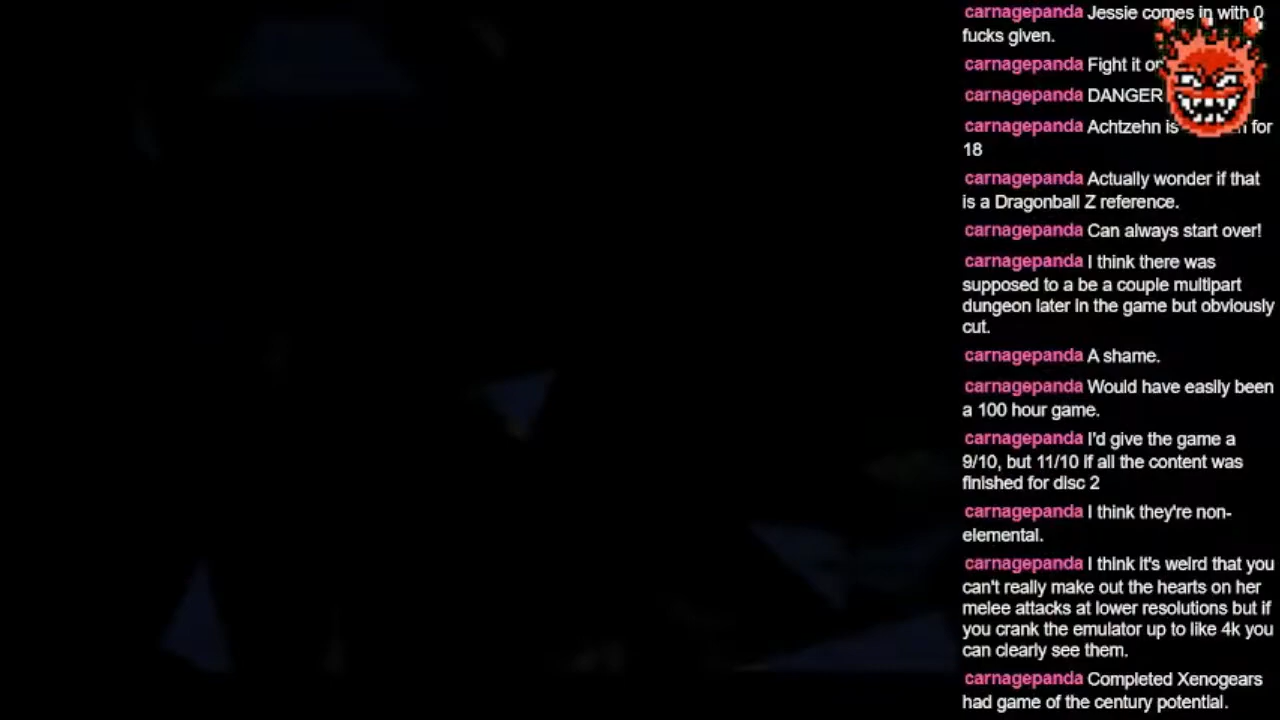 carnagepanda Jessie comes in with 0
fucks given.
carnagepanda Fight it
carnagepanda DANGER
carnagepanda Achtzehn is for
18
carnagepanda Actually wonder if that
is a Dragonball Z reference.
carnagepanda Can always start over!
carnagepanda I think there was
supposed to a be a couple multipart
dungeon later in the game but obviously
cut.
carnagepanda A shame.
carnagepanda Would have easily been
a 100 hour game.
carnagepanda I'd give the game a
9/10, but 11/10 if all the content was
finished for disc 2
carnagepanda I think they're non-
elemental.
carnagepanda I think it's weird that you
can't really make out the hearts on her
melee attacks at lower resolutions but if
you crank the emulator up to like 4k you
can clearly see them.
carnagepanda Completed Xenogears
had game of the century potential.